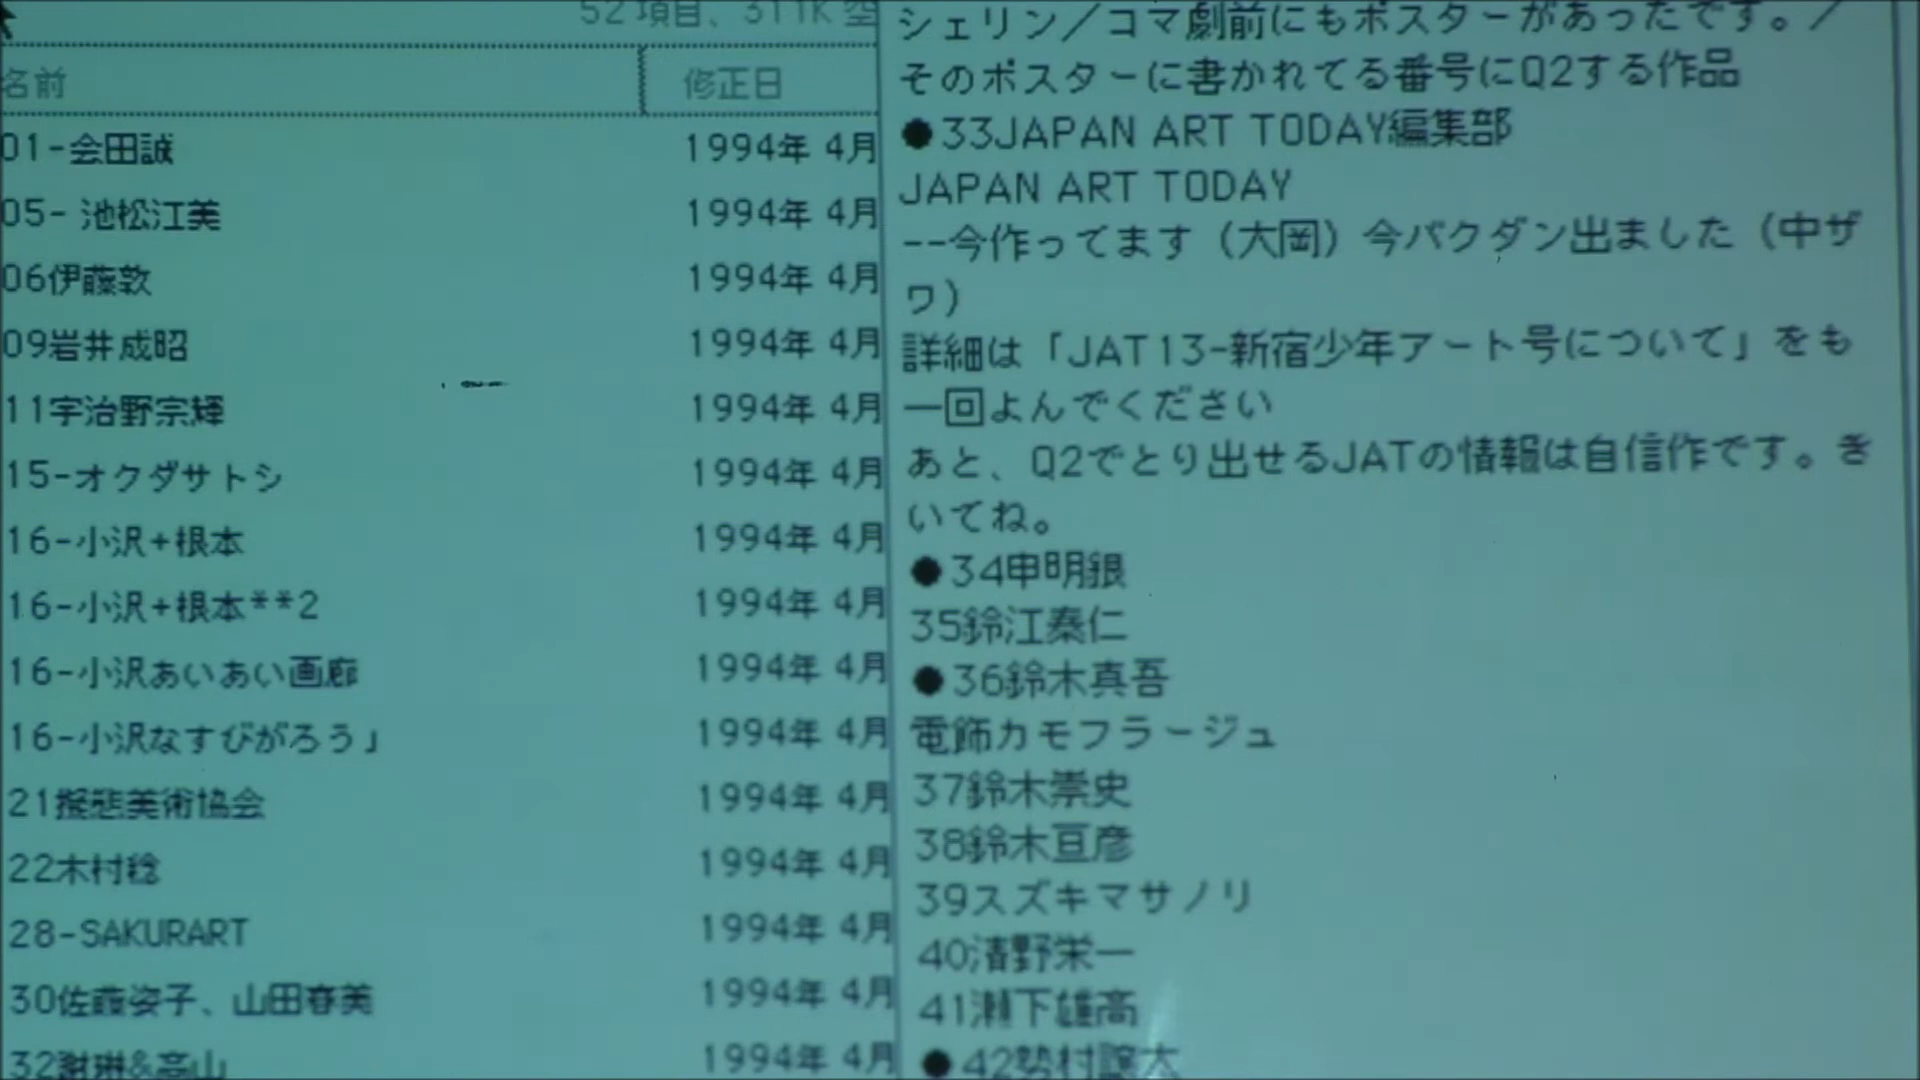 52項目、311K 空
名前 修正日
01-会田誠 1994年 4月
05- 池松江美 1994年 4月
06伊藤敦 1994年 4月
09岩井成昭 1994年 4月
11宇治野宗輝 1994年 4月
15-オクダサトシ 1994年 4月
16-小沢+根本 1994年 4月
16-小沢+根本**2 1994年 4月
16-小沢あいあい画廊 1994年 4月
16-小沢なすびがろう」 1994年 4月
21擬態美術協会 1994年 4月
22木村稔 1994年 4月
28-SAKURART 1994年 4月
30佐藤姿子、山田春美 1994年 4月
32謝琳&高山 1994年 4月
シェリン／コマ劇前にもポスターがあったです。／
そのポスターに書かれてる番号にQ2する作品
●33JAPAN ART TODAY編集部
JAPAN ART TODAY
--今作ってます（大岡）今バクダン出ました（中ザ
ワ）
詳細は「JAT13-新宿少年アート号について」をも
一回よんでください
あと、Q2でとり出せるJATの情報は自信作です。き
いてね。
●34申明銀
35鈴江泰仁
●36鈴木真吾
電飾カモフラージュ
37鈴木崇史
38鈴木亘彦
39スズキマサノリ
40清野栄一
41瀬下雄高
●42勢村譲太